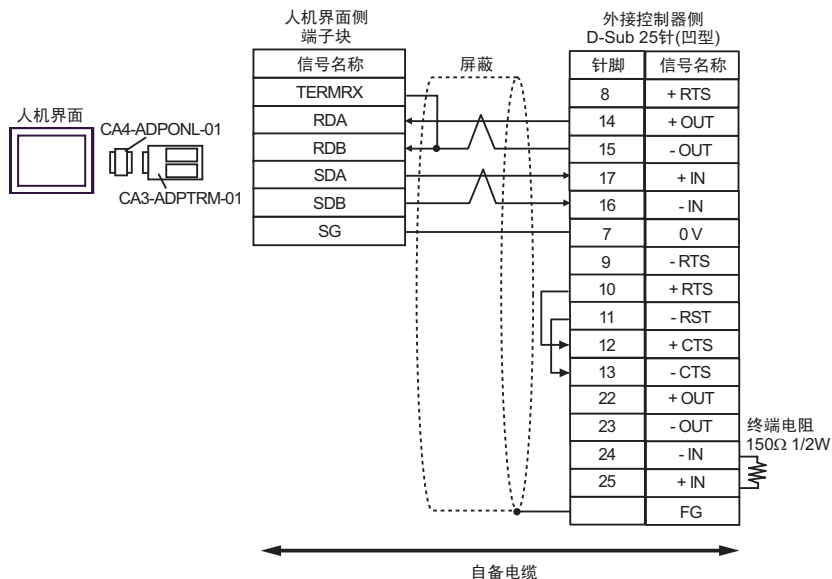 人机界面侧
端子块
外接控制器侧
D-Sub 25针(凹型)
信号名称
屏蔽
针脚 信号名称
TERMRX
8 + RTS
人机界面
CA4-ADPONL-01
RDA
14 + OUT
RDB
15 - OUT
SDA
17 + IN
CA3-ADPTRM-01
SDB
16 - IN
SG
7 0 V
9 - RTS
10 + RTS
11 - RST
12 + CTS
13 - CTS
22 + OUT
23 - OUT
终端电阻
150Ω 1/2W
24 - IN
25 + IN
FG
自备电缆